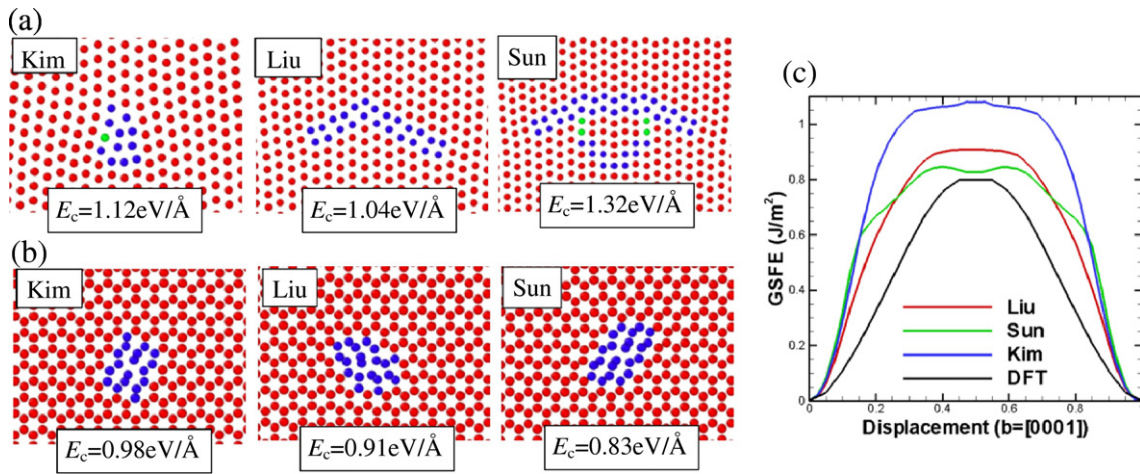 (a)
Kim
Liu
Sun
E_c=1.12eV/Å
E_c=1.04eV/Å
E_c=1.32eV/Å
(b)
Kim
Liu
Sun
E_c=0.98eV/Å
E_c=0.91eV/Å
E_c=0.83eV/Å
(c)
GSFE (J/m²)
1
0.8
0.6
0.4
0.2
0
Liu
Sun
Kim
DFT
0 0.2 0.4 0.6 0.8
Displacement (b=[0001])